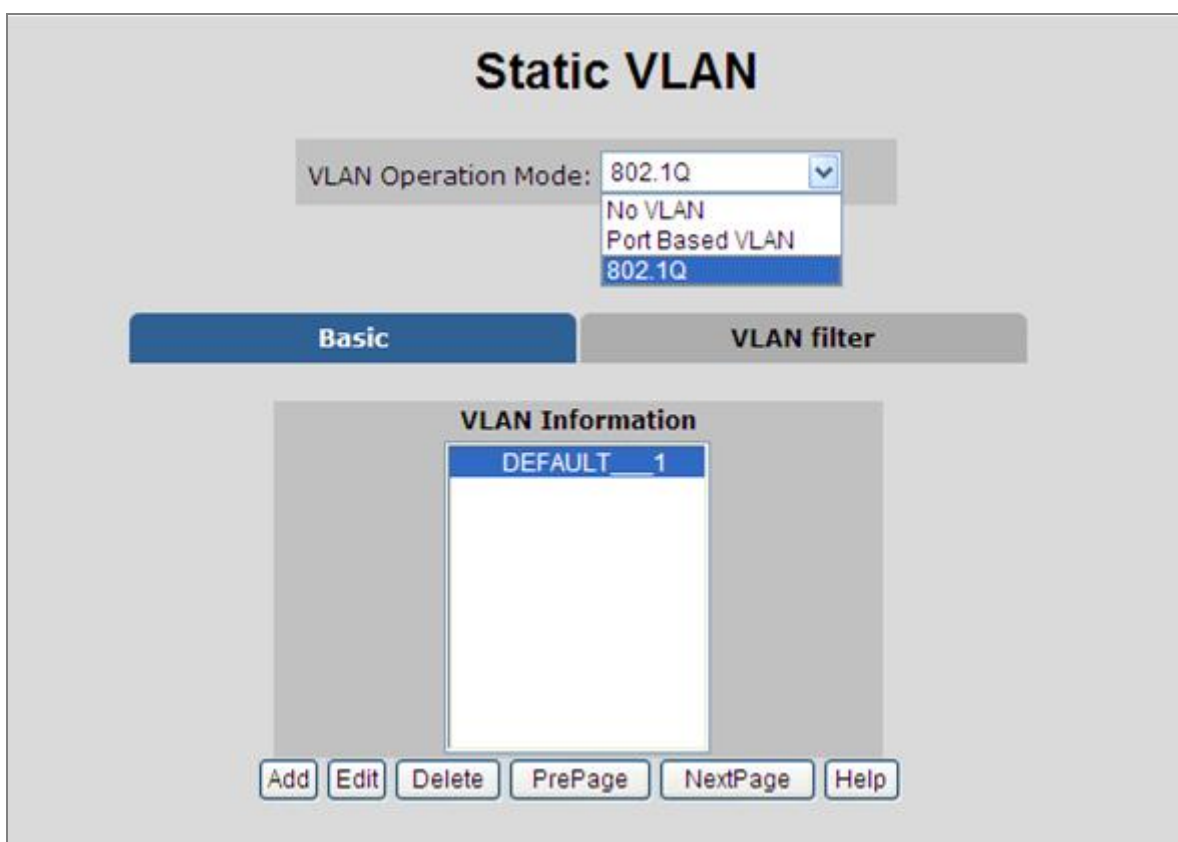 Static VLAN
VLAN Operation Mode: 802.1Q
No VLAN
Port Based VLAN
802.1Q
Basic VLAN filter
VLAN Information
DEFAULT___1
Add Edit Delete PrePage NextPage Help